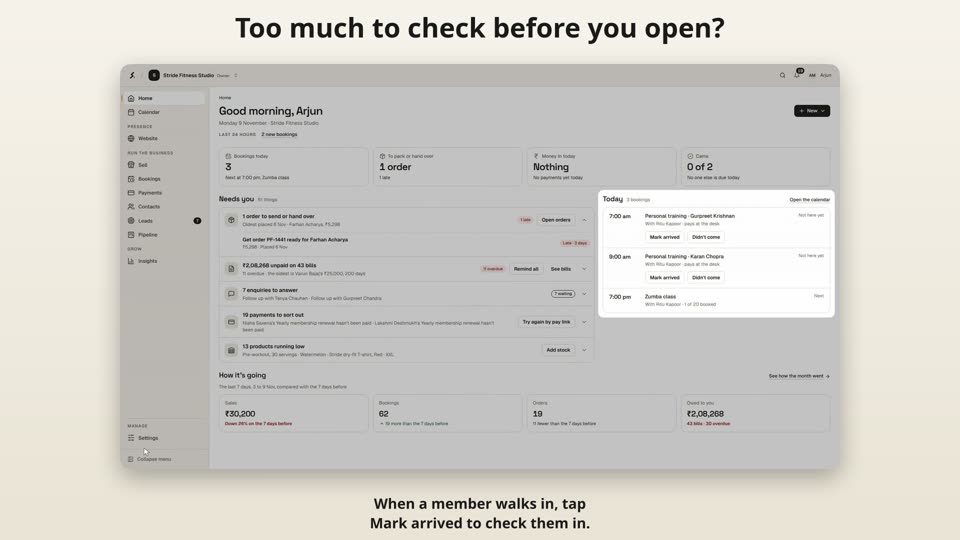 Too much to check before you open?
Stride Fitness Studio Owner
Arjun
AM
Home
Calendar
PRESENCE
Website
RUN THE BUSINESS
Sell
Bookings
Payments
Contacts
Leads
Pipeline
GROW
Insights
MANAGE
Settings
Collapse menu
Home
Good morning, Arjun
Monday 9 November · Stride Fitness Studio
LAST 24 HOURS 2 new bookings
+ New
Bookings today
3
Next at 7:00 pm, Zumba class
To pack or hand over
1 order
1 late
Money in today
Nothing
No payments yet today
Came
0 of 2
No one else is due today
Needs you 51 things
1 order to send or hand over
Oldest placed 6 Nov · Farhan Acharya, ₹5,298
1 late
Open orders
Get order PF-1441 ready for Farhan Acharya
₹5,298 · Placed 6 Nov
Late · 3 days
₹2,08,268 unpaid on 43 bills
11 overdue
Remind all
See bills
7 enquiries to answer
Follow up with Tanya Chauhan · Follow up with Gurpreet Chandra
7 waiting
19 payments to sort out
Nisha Saxena's Yearly membership renewal hasn't been paid · Lakshmi Deshmukh's Yearly membership renewal hasn't
been paid
Try again by pay link
13 products running low
Pre-workout, 30 servings · Watermelon · Stride dry-fit T-shirt, Red · XXL
Add stock
Today 3 bookings
Open the calendar
7:00 am
Personal training · Gurpreet Krishnan
With Ritu Kapoor · pays at the desk
Not here yet
Mark arrived
Didn't come
9:00 am
Personal training · Karan Chopra
With Ritu Kapoor · pays at the desk
Not here yet
Mark arrived
Didn't come
7:00 pm
Zumba class
With Ritu Kapoor · 1 of 20 booked
Next
How it's going
The last 7 days, 3 to 9 Nov, compared with the 7 days before
See how the month went →
Sales
₹30,200
Down 26% on the 7 days before
Bookings
62
19 more than the 7 days before
Orders
19
11 fewer than the 7 days before
Owed to you
₹2,08,268
43 bills · 30 overdue
When a member walks in, tap
Mark arrived to check them in.